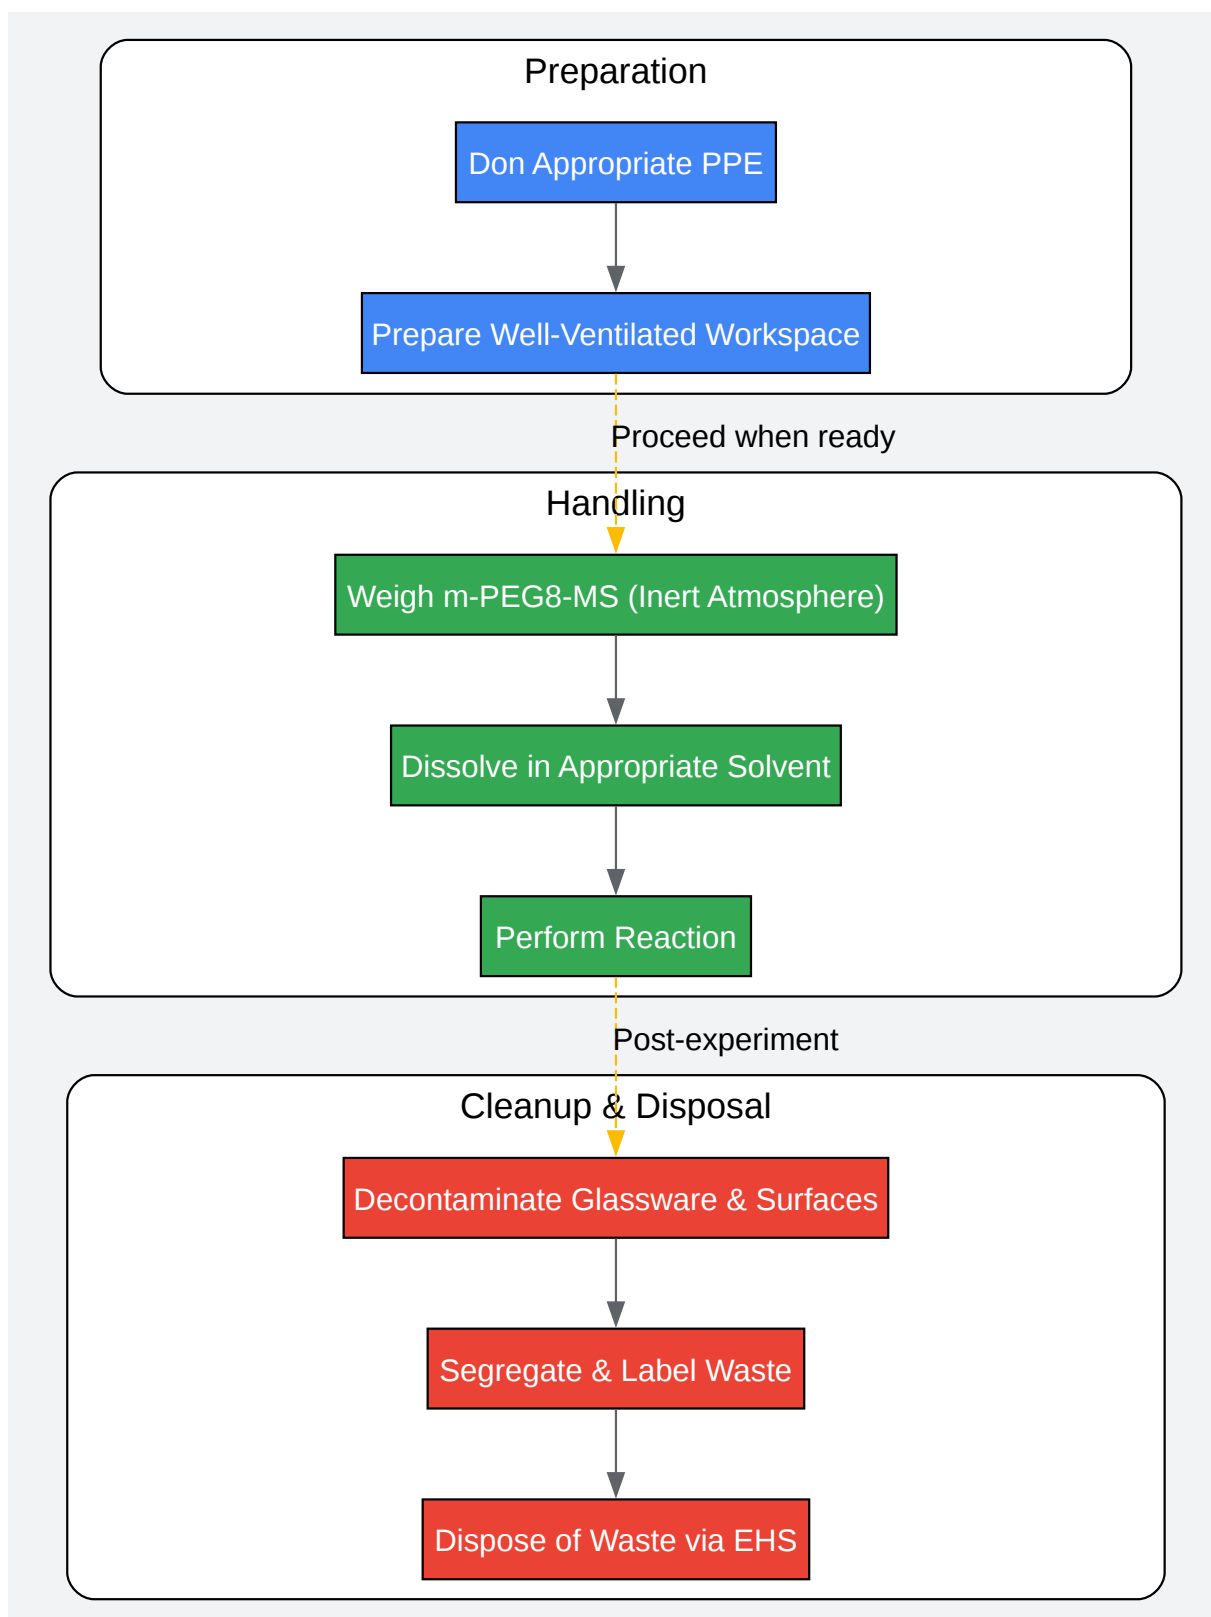 Preparation
Don Appropriate PPE
Prepare Well-Ventilated Workspace
Proceed when ready
Handling
Weigh m-PEG8-MS (Inert Atmosphere)
Dissolve in Appropriate Solvent
Perform Reaction
Post-experiment
Cleanup & Disposal
Decontaminate Glassware & Surfaces
Segregate & Label Waste
Dispose of Waste via EHS